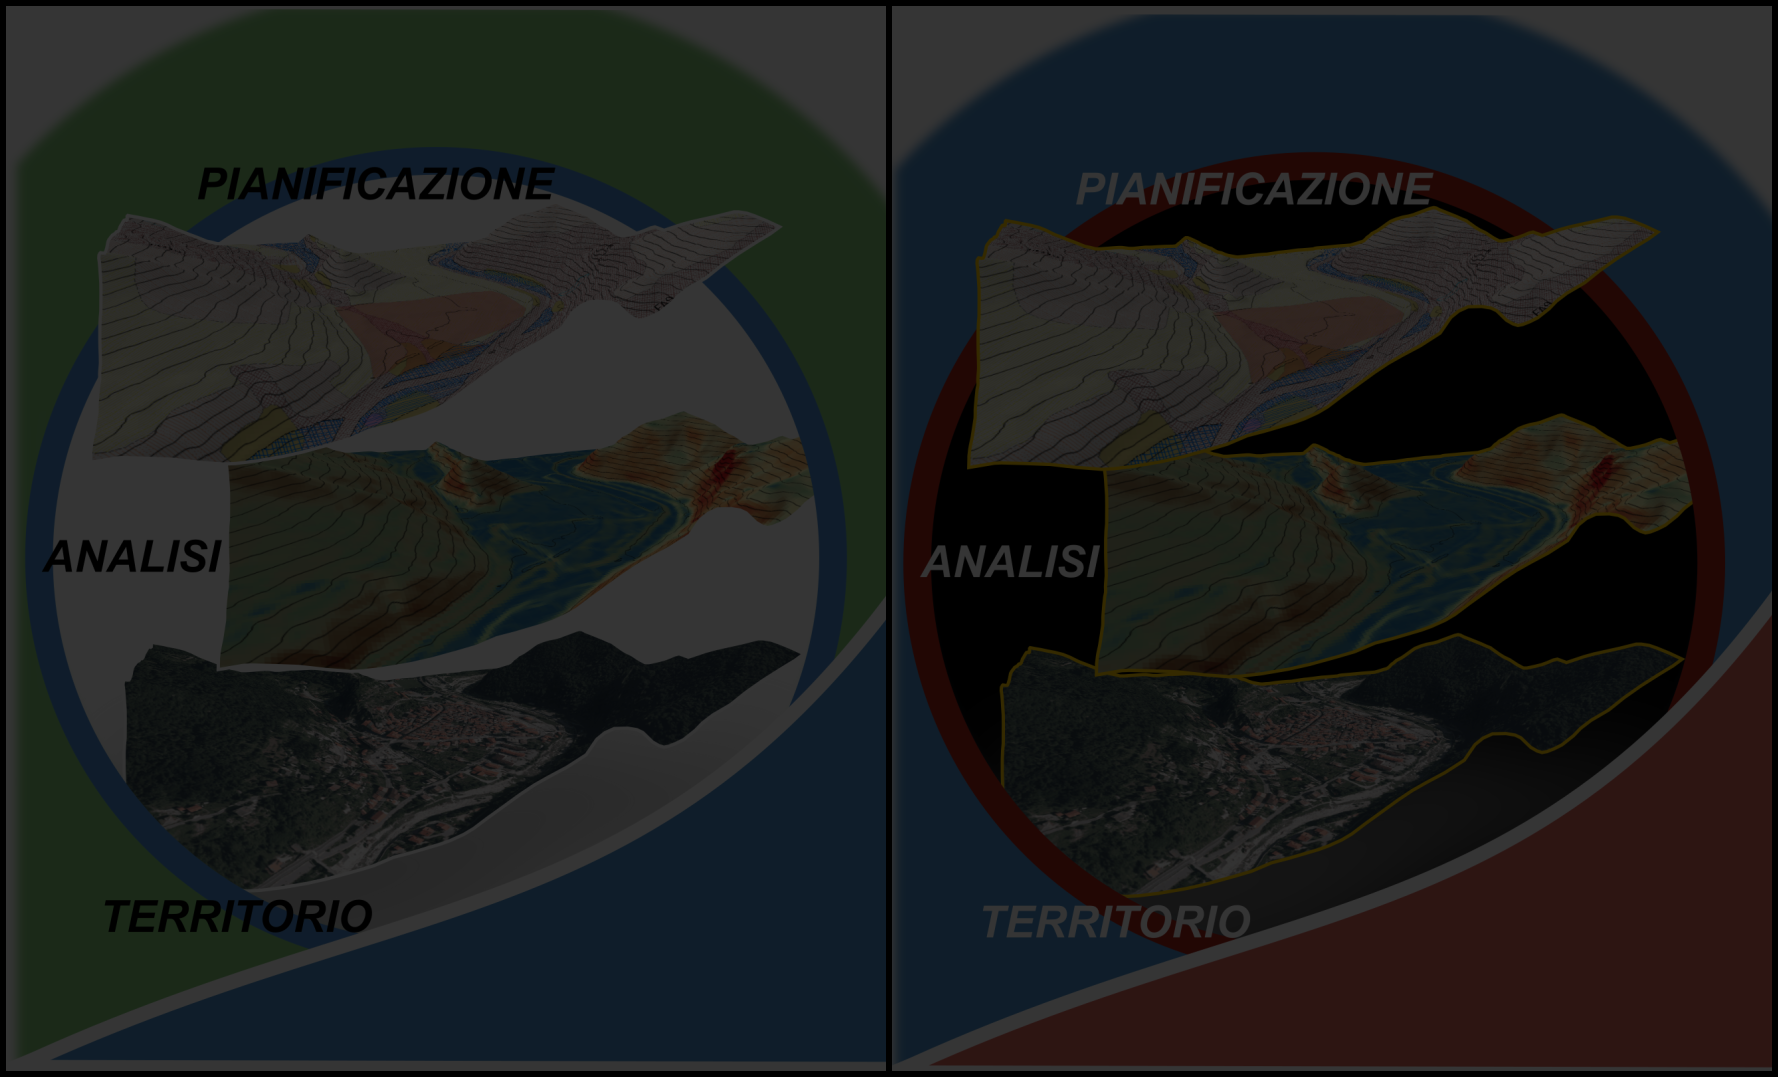 PIANIFICAZIONE
ANALISI
TERRITORIO
PIANIFICAZIONE
ANALISI
TERRITORIO